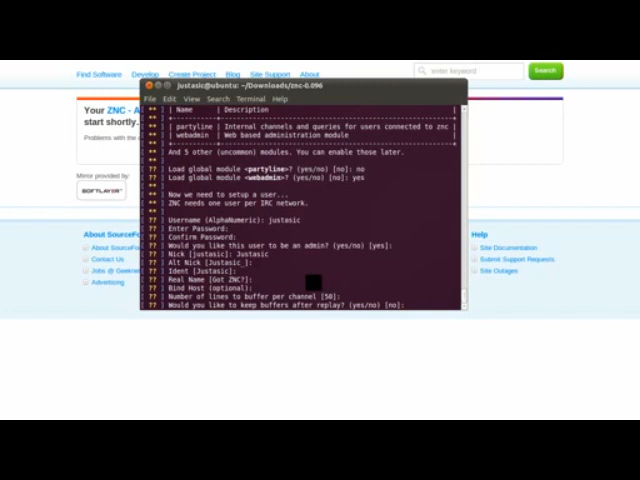 Find Software Develop Create Project Blog Site Support About
enter keyword
Search
justasic@ubuntu: ~/Downloads/znc-0.096
File Edit View Search Terminal Help
Your ZNC - A
start shortly..
Problems with the
Mirror provided by:
SOFTLAYER
[ ** ] | Name | Description |
[ ** ] +-----------+--------------------------------------------------+
[ ** ] | partyline | Internal channels and queries for users connected to znc |
[ ** ] | webadmin | Web based administration module |
[ ** ] +-----------+--------------------------------------------------+
[ ** ] And 5 other (uncommon) modules. You can enable those later.
[ ** ]
[ ?? ] Load global module <partyline>? (yes/no) [no]: no
[ ?? ] Load global module <webadmin>? (yes/no) [no]: yes
[ ** ]
[ ** ] Now we need to setup a user...
[ ** ] ZNC needs one user per IRC network.
[ ** ]
[ ?? ] Username (AlphaNumeric): justasic
[ ?? ] Enter Password:
[ ?? ] Confirm Password:
[ ?? ] Would you like this user to be an admin? (yes/no) [yes]:
[ ?? ] Nick [justasic]: Justasic
[ ?? ] Alt Nick [Justasic_]:
[ ?? ] Ident [Justasic]:
[ ?? ] Real Name [Got ZNC?]:
[ ?? ] Bind Host (optional):
[ ?? ] Number of lines to buffer per channel [50]:
[ ?? ] Would you like to keep buffers after replay? (yes/no) [no]:
About SourceFo
About SourceF
Contact Us
Jobs @ Geekne
Advertising
Help
Site Documentation
Submit Support Requests
Site Outages